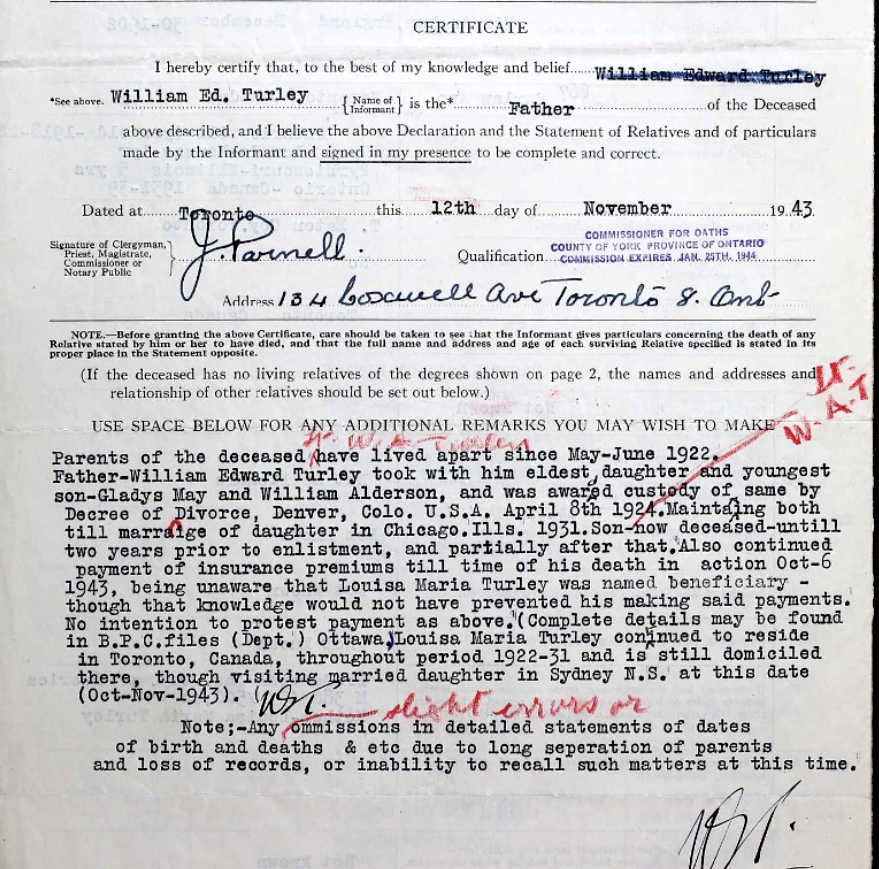 CERTIFICATE
I hereby certify that, to the best of my knowledge and belief William Edward Turley
*See above. William Ed. Turley {Name of Informant} is the* Father of the Deceased
above described, and I believe the above Declaration and the Statement of Relatives and of particulars
made by the Informant and signed in my presence to be complete and correct.
Dated at Toronto this 12th day of November 1943.
Signature of Clergyman,
Priest, Magistrate,
Commissioner or
Notary Public
J. Parnell.
Qualification
COMMISSIONER FOR OATHS
COUNTY OF YORK PROVINCE OF ONTARIO
COMMISSION EXPIRES JAN. 25TH. 1944
Address 134 Coxwell Ave Toronto 8. Ont-
NOTE.—Before granting the above Certificate, care should be taken to see that the Informant gives particulars concerning the death of any
Relative stated by him or her to have died, and that the full name and address and age of each surviving Relative specified is stated in its
proper place in the Statement opposite.
(If the deceased has no living relatives of the degrees shown on page 2, the names and addresses and
relationship of other relatives should be set out below.)
W-A-T
USE SPACE BELOW FOR ANY ADDITIONAL REMARKS YOU MAY WISH TO MAKE
W.A-Turley
Parents of the deceased have lived apart since May-June 1922.
Father-William Edward Turley took with him eldest daughter and youngest
son-Gladys May and William Alderson, and was awared custody of same by
Decree of Divorce, Denver, Colo. U.S.A. April 8th 1924.Maintaing both
till marraige of daughter in Chicago.Ills. 1931.Son-now deceased-untill
two years prior to enlistment, and partially after that.Also continued
payment of insurance premiums till time of his death in action Oct-6
1943, being unaware that Louisa Maria Turley was named beneficiary -
though that knowledge would not have prevented his making said payments.
No intention to protest payment as above.(Complete details may be found
in B.P.C.files (Dept.) Ottawa)Louisa Maria Turley coninued to reside
in Toronto, Canada, throughout period 1922-31 and is still domiciled
there, though visiting married daughter in Sydney N.S. at this date
(Oct-Nov-1943).
slight errors or
Note;-Any ommissions in detailed statements of dates
of birth and deaths & etc due to long seperation of parents
and loss of records, or inability to recall such matters at this time.